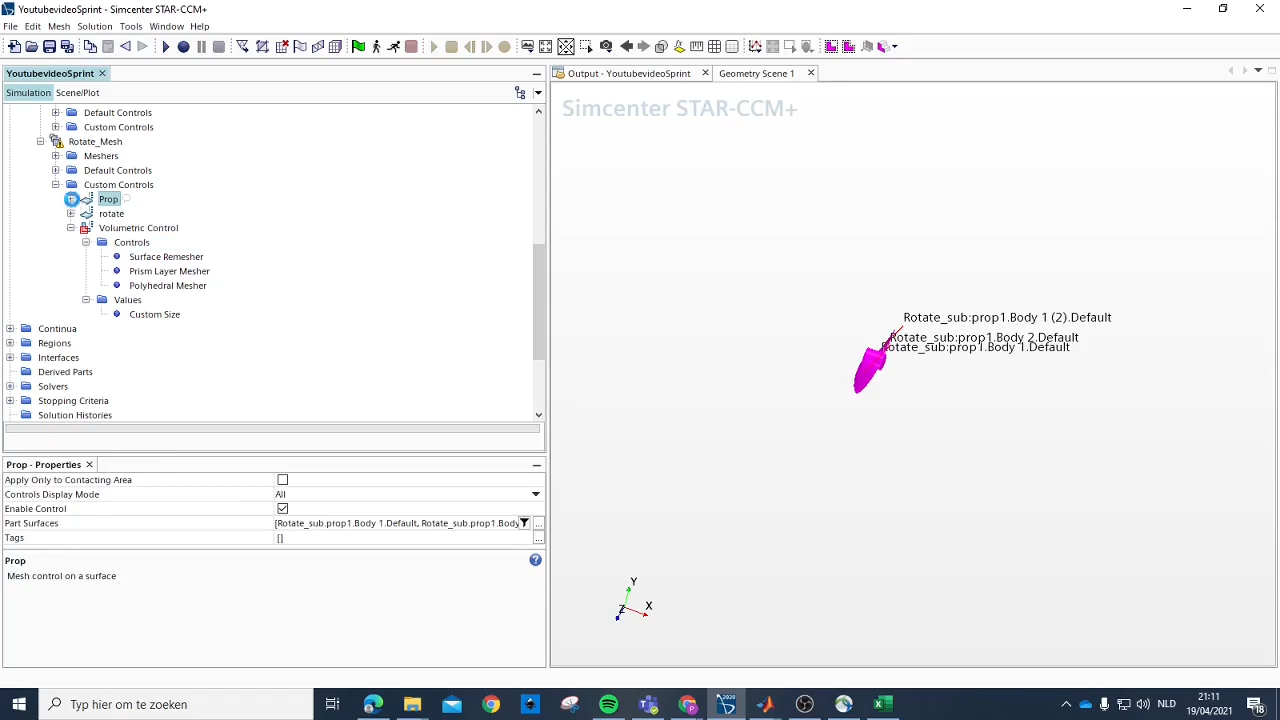 YoutubevideoSprint - Simcenter STAR-CCM+
File Edit Mesh Solution Tools Window Help
YoutubevideoSprint
Output - YoutubevideoSprint
Geometry Scene 1
Simulation Scene/Plot
Simcenter STAR-CCM+
Default Controls
Custom Controls
Rotate_Mesh
Meshers
Default Controls
Custom Controls
Prop
rotate
Volumetric Control
Controls
Surface Remesher
Prism Layer Mesher
Polyhedral Mesher
Values
Custom Size
Continua
Regions
Interfaces
Derived Parts
Solvers
Stopping Criteria
Solution Histories
Rotate_sub:prop1.Body 1 (2).Default
Rotate_sub:prop1.Body 2.Default
Rotate_sub:prop1.Body 1.Default
Prop - Properties
Apply Only to Contacting Area
Controls Display Mode All
Enable Control
Part Surfaces [Rotate_sub.prop1.Body 1.Default, Rotate_sub.prop1.Body
Tags []
Prop
Mesh control on a surface
Y
X
Z
Typ hier om te zoeken
2020
NLD
21:11
19/04/2021
18